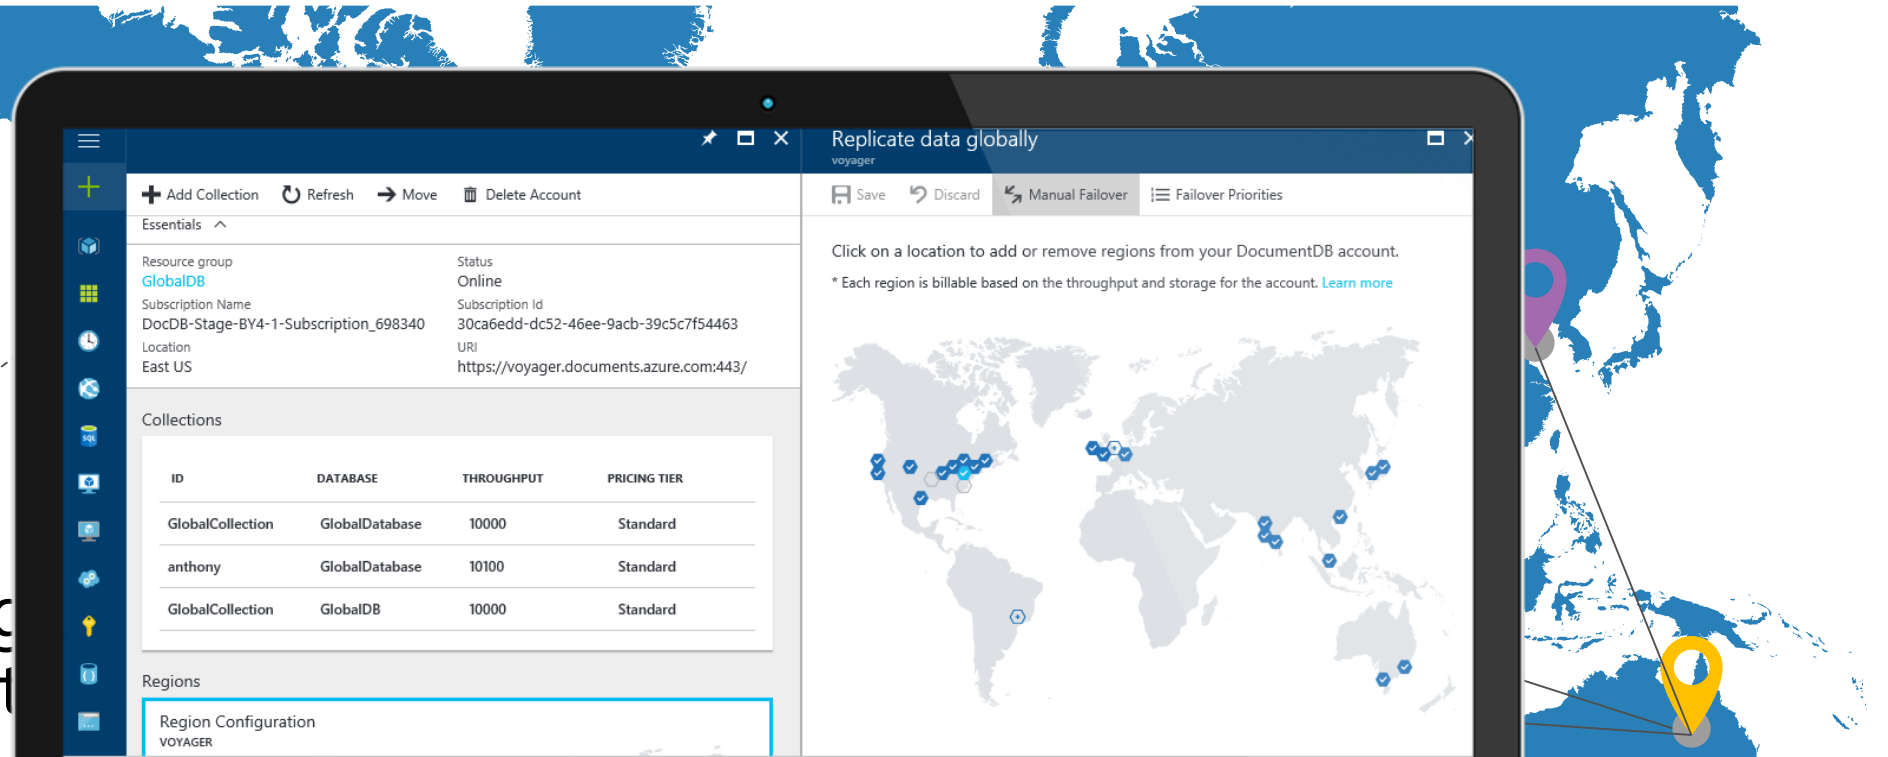 Replicate data globally
voyager
Add Collection Refresh Move Delete Account
Save Discard Manual Failover Failover Priorities
Essentials
Resource group Status
GlobalDB Online
Subscription Name Subscription Id
DocDB-Stage-BY4-1-Subscription_698340 30ca6edd-dc52-46ee-9acb-39c5c7f54463
Location URI
East US https://voyager.documents.azure.com:443/
Click on a location to add or remove regions from your DocumentDB account.
* Each region is billable based on the throughput and storage for the account. Learn more
Collections
ID DATABASE THROUGHPUT PRICING TIER
GlobalCollection GlobalDatabase 10000 Standard
anthony GlobalDatabase 10100 Standard
GlobalCollection GlobalDB 10000 Standard
Regions
Region Configuration
VOYAGER
SQL